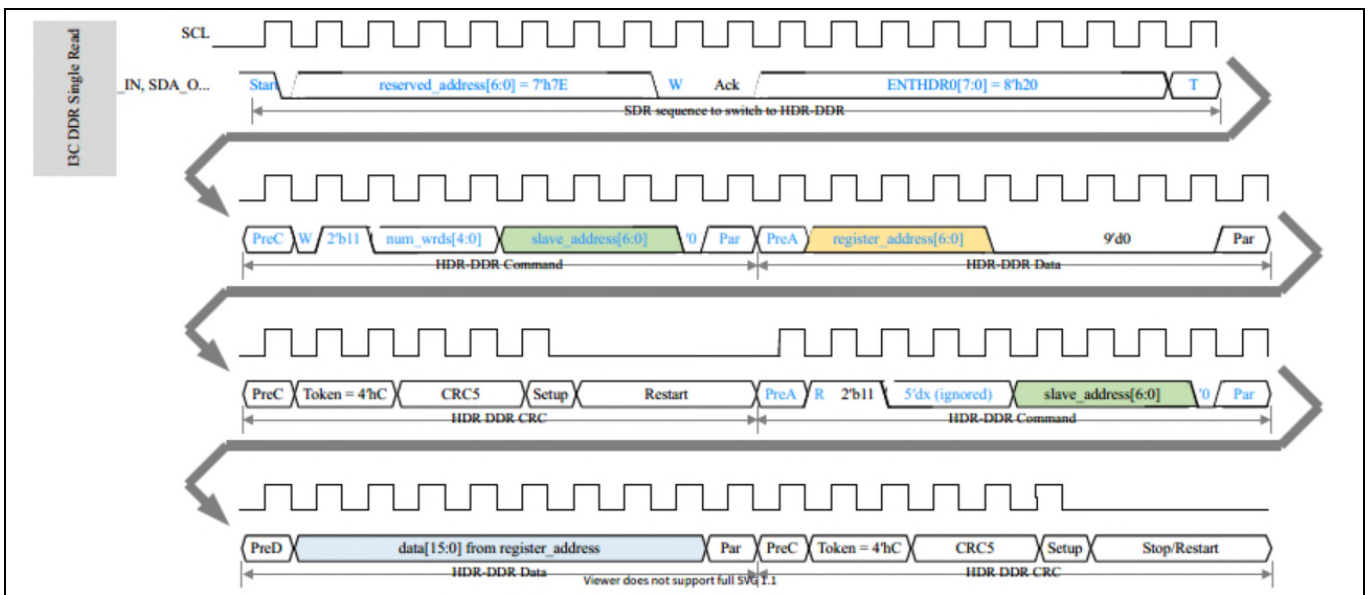 I3C DDR Single Read
SCL
_IN, SDA_O...
Start reserved_address[6:0] = 7'h7E W Ack ENTHDR0[7:0] = 8'h20 T
SDR sequence to switch to HDR-DDR
PreC W 2'b11 num_wrds[4:0] slave_address[6:0] '0 Par PreA register_address[6:0] 9'd0 Par
HDR-DDR Command HDR-DDR Data
PreC Token = 4'hC CRC5 Setup Restart PreA R 2'b11 5'dx (ignored) slave_address[6:0] '0 Par
HDR DDR CRC HDR-DDR Command
PreD data[15:0] from register_address Par PreC Token = 4'hC CRC5 Setup Stop/Restart
HDR-DDR Data HDR DDR CRC
Viewer does not support full SVG 1.1